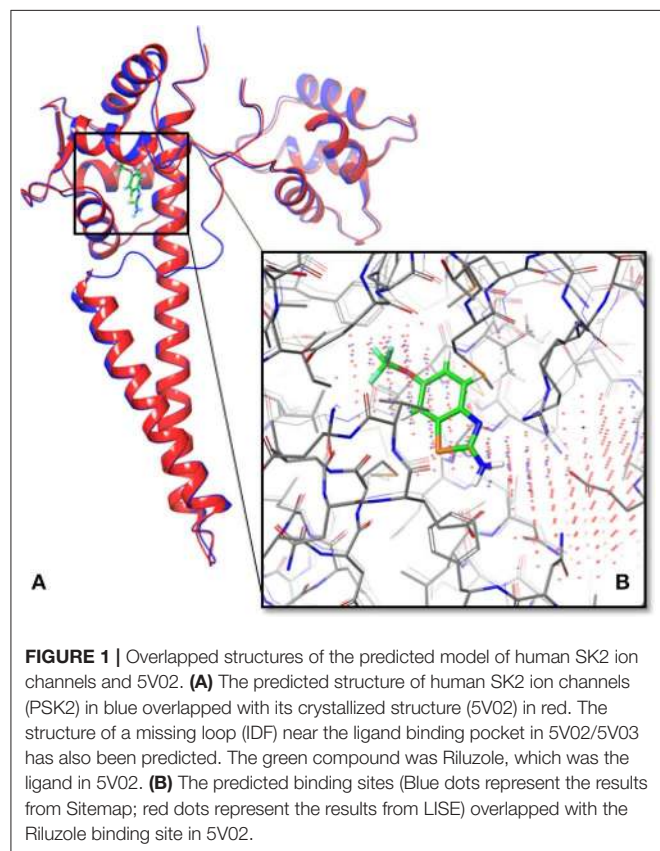 A
B
FIGURE 1 | Overlapped structures of the predicted model of human SK2 ion
channels and 5V02. (A) The predicted structure of human SK2 ion channels
(PSK2) in blue overlapped with its crystallized structure (5V02) in red. The
structure of a missing loop (IDF) near the ligand binding pocket in 5V02/5V03
has also been predicted. The green compound was Riluzole, which was the
ligand in 5V02. (B) The predicted binding sites (Blue dots represent the results
from Sitemap; red dots represent the results from LISE) overlapped with the
Riluzole binding site in 5V02.